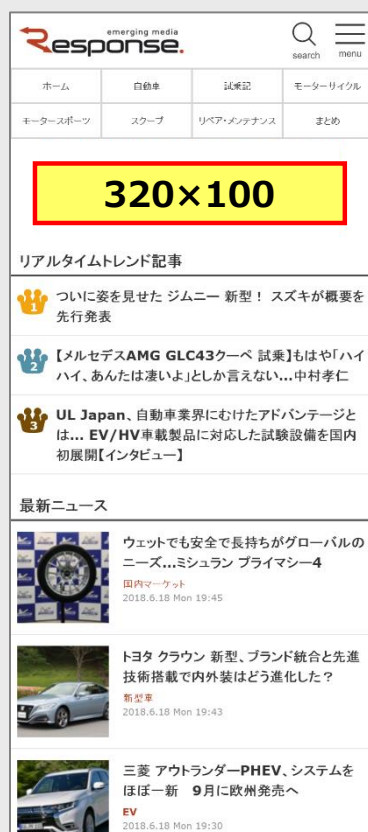 emerging media
Response.
search menu
ホーム 自動車 試乗記 モーターサイクル
モータースポーツ スクープ リペア・メンテナンス まとめ
320×100
リアルタイムトレンド記事
1 ついに姿を見せた ジムニー 新型！ スズキが概要を
先行発表
2 【メルセデスAMG GLC43クーペ 試乗】もはや「ハイ
ハイ、あんたは凄いよ」としか言えない...中村孝仁
3 UL Japan、自動車業界にむけたアドバンテージと
は... EV/HV車載製品に対応した試験設備を国内
初展開【インタビュー】
最新ニュース
ウェットでも安全で長持ちがグローバルの
ニーズ...ミシュラン プライマシー4
国内マーケット
2018.6.18 Mon 19:45
トヨタ クラウン 新型、ブランド統合と先進
技術搭載で内外装はどう進化した？
新型車
2018.6.18 Mon 19:43
三菱 アウトランダーPHEV、システムを
ほぼ一新 9月に欧州発売へ
EV
2018.6.18 Mon 19:30